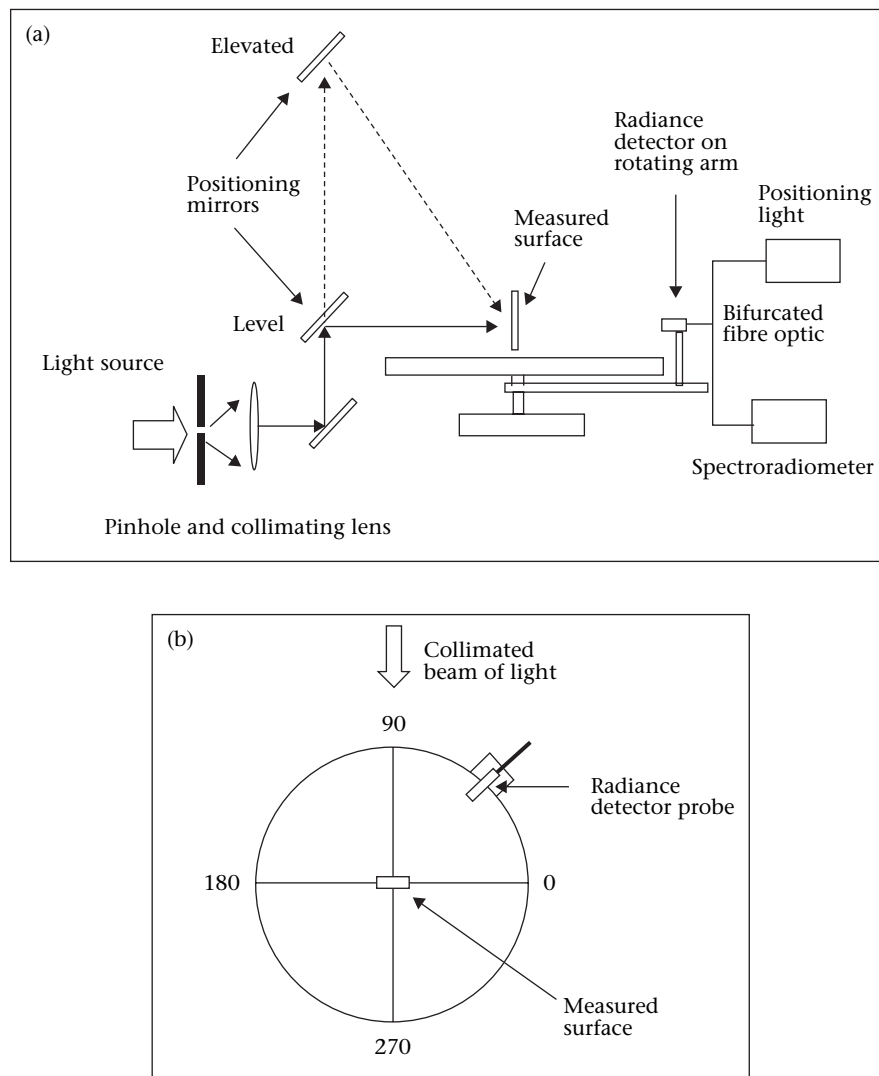 (a)
Elevated
Positioning
mirrors
Level
Light source
Pinhole and collimating lens
Measured
surface
Radiance
detector on
rotating arm
Positioning
light
Bifurcated
fibre optic
Spectroradiometer
(b)
Collimated
beam of light
90
Radiance
detector probe
180
0
Measured
surface
270